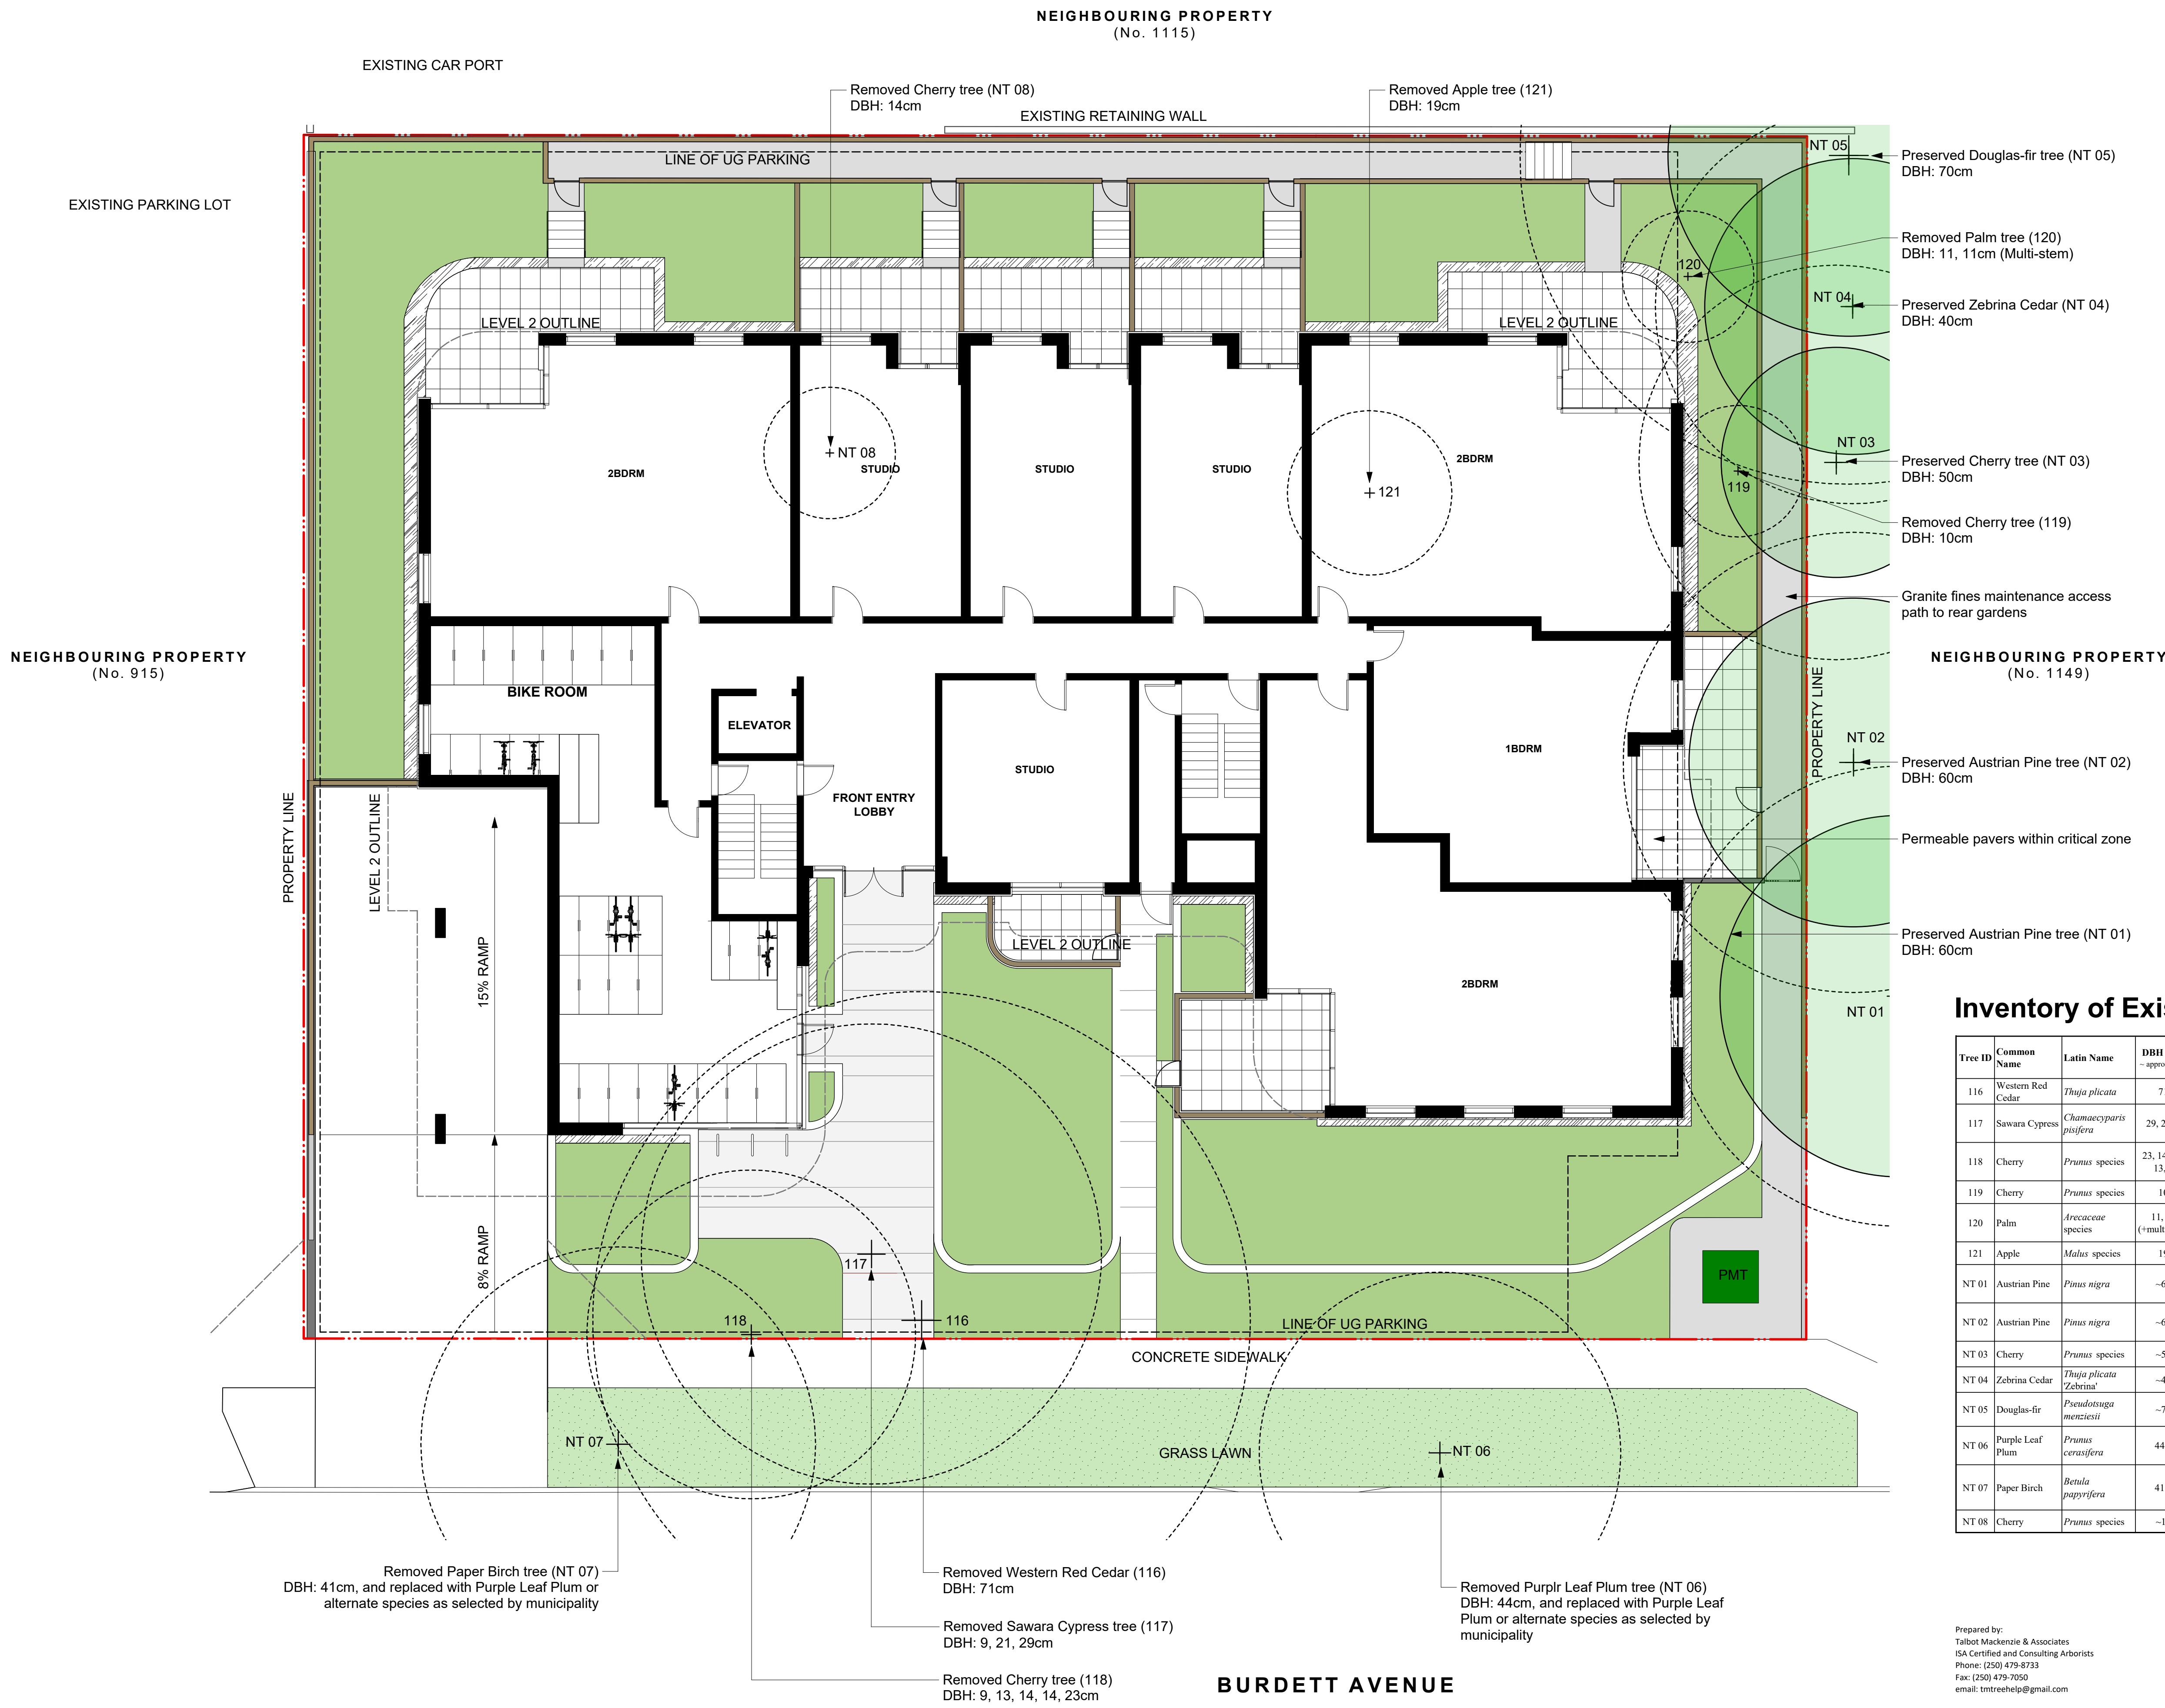 NEIGHBOURING PROPERTY
(No. 1115)
EXISTING CAR PORT
Removed Cherry tree (NT 08)
DBH: 14cm
Removed Apple tree (121)
DBH: 19cm
EXISTING RETAINING WALL
LINE OF UG PARKING
EXISTING PARKING LOT
NT 05
Preserved Douglas-fir tree (NT 05)
DBH: 70cm
Removed Palm tree (120)
DBH: 11, 11cm (Multi-stem)
120
NT 04
Preserved Zebrina Cedar (NT 04)
DBH: 40cm
LEVEL 2 OUTLINE
LEVEL 2 OUTLINE
NT 08
2BDRM
STUDIO
STUDIO
STUDIO
2BDRM
121
NT 03
Preserved Cherry tree (NT 03)
DBH: 50cm
119
Removed Cherry tree (119)
DBH: 10cm
Granite fines maintenance access
path to rear gardens
NEIGHBOURING PROPERTY
(No. 915)
NEIGHBOURING PROPERTY
(No. 1149)
BIKE ROOM
ELEVATOR
STUDIO
1BDRM
FRONT ENTRY
LOBBY
PROPERTY LINE
NT 02
Preserved Austrian Pine tree (NT 02)
DBH: 60cm
PROPERTY LINE
LEVEL 2 OUTLINE
Permeable pavers within critical zone
LEVEL 2 OUTLINE
Preserved Austrian Pine tree (NT 01)
DBH: 60cm
15% RAMP
2BDRM
NT 01
8% RAMP
117
118
116
PMT
LINE OF UG PARKING
CONCRETE SIDEWALK
NT 07
GRASS LAWN
NT 06
Removed Paper Birch tree (NT 07)
DBH: 41cm, and replaced with Purple Leaf Plum or
alternate species as selected by municipality
Removed Western Red Cedar (116)
DBH: 71cm
Removed Sawara Cypress tree (117)
DBH: 9, 21, 29cm
Removed Cherry tree (118)
DBH: 9, 13, 14, 14, 23cm
Removed Purplr Leaf Plum tree (NT 06)
DBH: 44cm, and replaced with Purple Leaf
Plum or alternate species as selected by
municipality
BURDETT AVENUE
Inventory of
Tree ID Common Name Latin Name DBH
116 Western Red Cedar Thuja plicata
117 Sawara Cypress Chamaecyparis pisifera 29,
118 Cherry Prunus species 23, 13,
119 Cherry Prunus species
120 Palm Arecaceae species 11,
121 Apple Malus species
NT 01 Austrian Pine Pinus nigra
NT 02 Austrian Pine Pinus nigra
NT 03 Cherry Prunus species
NT 04 Zebrina Cedar Thuja plicata 'Zebrina'
NT 05 Douglas-fir Pseudotsuga menziesii
NT 06 Purple Leaf Plum Prunus cerasifera 44
NT 07 Paper Birch Betula papyrifera 41
NT 08 Cherry Prunus species
Prepared by:
Talbot Mackenzie & Associates
ISA Certified and Consulting Arborists
Phone: (250) 479-8733
Fax: (250) 479-7050
email: tmtreehelp@gmail.com